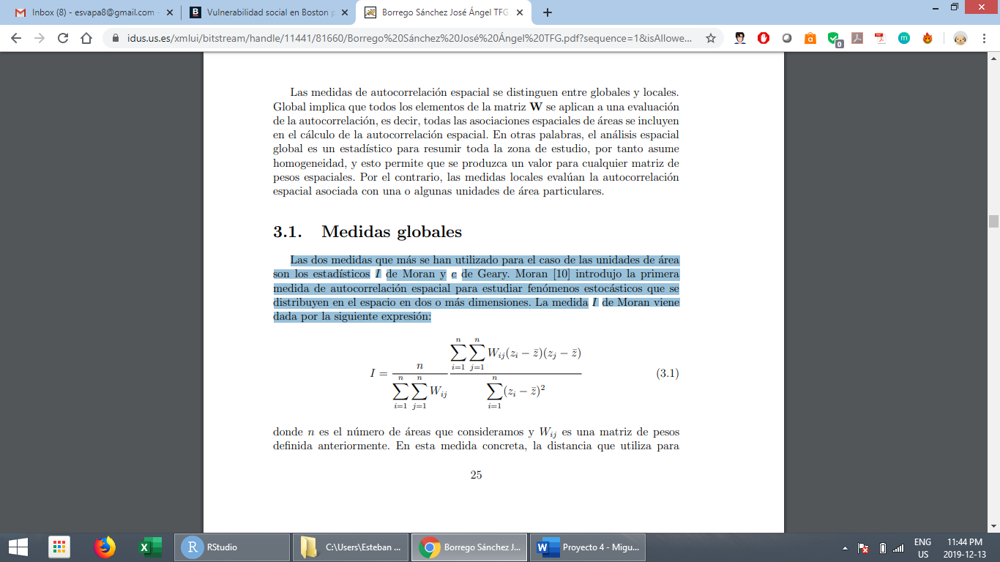 Inbox (8) - esvapa8@gmail.com -
Vulnerabilidad social en Boston p
Borrego Sánchez José Ángel TFG
idus.us.es/xmlui/bitstream/handle/11441/81660/Borrego%20Sánchez%20José%20Ángel%20TFG.pdf?sequence=1&isAllowe...
Las medidas de autocorrelación espacial se distinguen entre globales y locales.
Global implica que todos los elementos de la matriz W se aplican a una evaluación
de la autocorrelación, es decir, todas las asociaciones espaciales de áreas se incluyen
en el cálculo de la autocorrelación espacial. En otras palabras, el análisis espacial
global es un estadístico para resumir toda la zona de estudio, por tanto asume
homogeneidad, y esto permite que se produzca un valor para cualquier matriz de
pesos espaciales. Por el contrario, las medidas locales evalúan la autocorrelación
espacial asociada con una o algunas unidades de área particulares.
3.1. Medidas globales
Las dos medidas que más se han utilizado para el caso de las unidades de área
son los estadísticos I de Moran y c de Geary. Moran [10] introdujo la primera
medida de autocorrelación espacial para estudiar fenómenos estocásticos que se
distribuyen en el espacio en dos o más dimensiones. La medida I de Moran viene
dada por la siguiente expresión:
I = \frac{n}{\sum_{i=1}^{n} \sum_{j=1}^{n} W_{ij}} \frac{\sum_{i=1}^{n} \sum_{j=1}^{n} W_{ij}(z_i - \bar{z})(z_j - \bar{z})}{\sum_{i=1}^{n} (z_i - \bar{z})^2} (3.1)
donde n es el número de áreas que consideramos y W_{ij} es una matriz de pesos
definida anteriormente. En esta medida concreta, la distancia que utiliza para
25
RStudio
C:\Users\Esteban ...
Borrego Sánchez J...
Proyecto 4 - Migu...
ENG
US
11:44 PM
2019-12-13